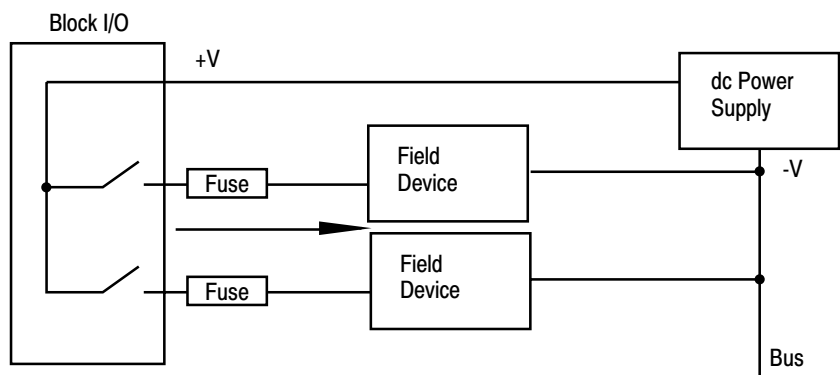 Block I/O
+V
dc Power
Supply
Field
Device
Fuse
-V
Field
Device
Fuse
Bus